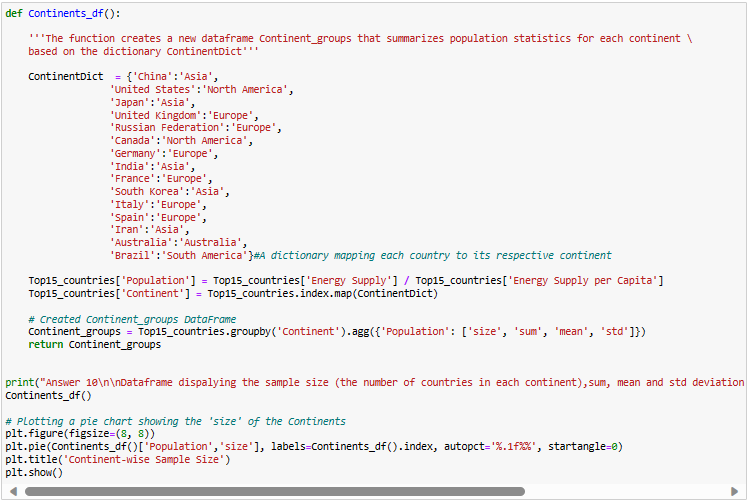 def Continents_df():
'''The function creates a new dataframe Continent_groups that summarizes population statistics for each continent \
based on the dictionary ContinentDict'''
ContinentDict  = {'China':'Asia',
'United States':'North America',
'Japan':'Asia',
'United Kingdom':'Europe',
'Russian Federation':'Europe',
'Canada':'North America',
'Germany':'Europe',
'India':'Asia',
'France':'Europe',
'South Korea':'Asia',
'Italy':'Europe',
'Spain':'Europe',
'Iran':'Asia',
'Australia':'Australia',
'Brazil':'South America'}#A dictionary mapping each country to its respective continent
Top15_countries['Population'] = Top15_countries['Energy Supply'] / Top15_countries['Energy Supply per Capita']
Top15_countries['Continent'] = Top15_countries.index.map(ContinentDict)
# Created Continent_groups DataFrame
Continent_groups = Top15_countries.groupby('Continent').agg({'Population': ['size', 'sum', 'mean', 'std']})
return Continent_groups
print("Answer 10\n\nDataframe dispalying the sample size (the number of countries in each continent),sum, mean and std deviation
Continents_df()
# Plotting a pie chart showing the 'size' of the Continents
plt.figure(figsize=(8, 8))
plt.pie(Continents_df()['Population','size'], labels=Continents_df().index, autopct='%.1f%%', startangle=0)
plt.title('Continent-wise Sample Size')
plt.show()